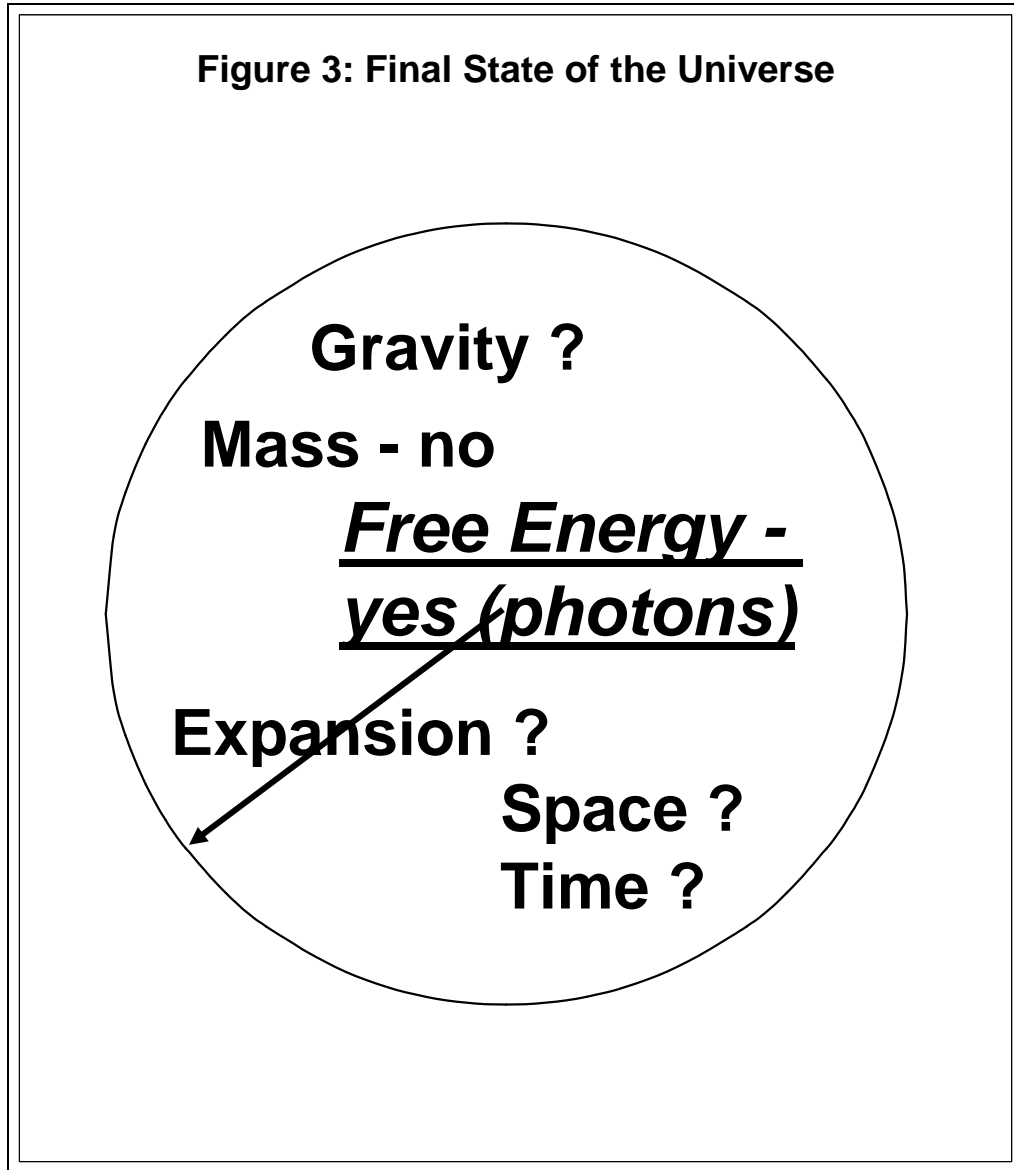 Figure 3: Final State of the Universe
Gravity ?
Mass - no
Free Energy -
yes (photons)
Expansion ?
Space ?
Time ?